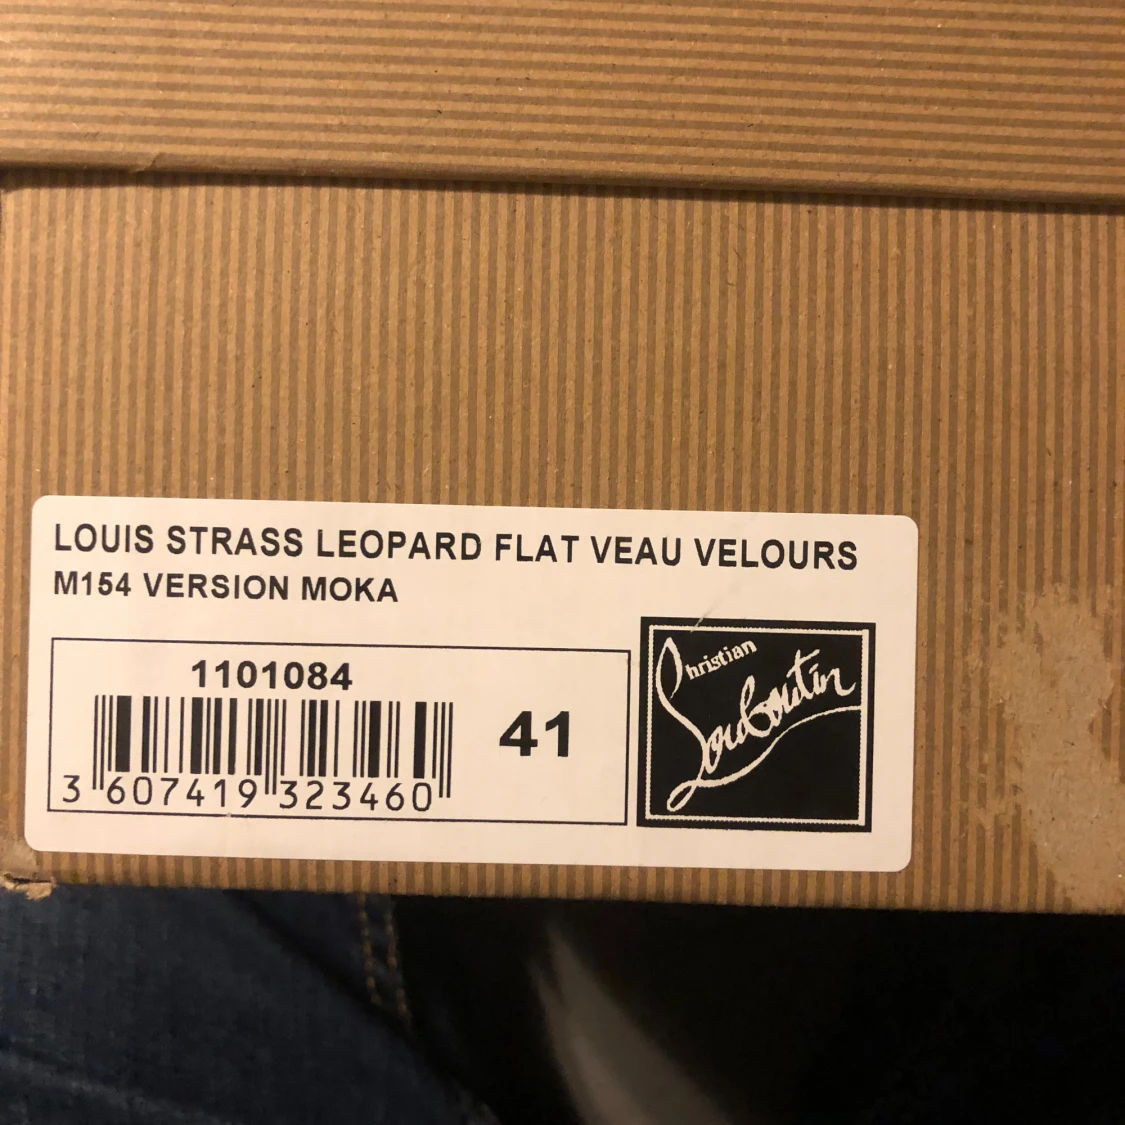 LOUIS STRASS LEOPARD FLAT VEAU VELOURS
M154 VERSION MOKA
1101084
3 607419 323460
41
Christian
Louboutin